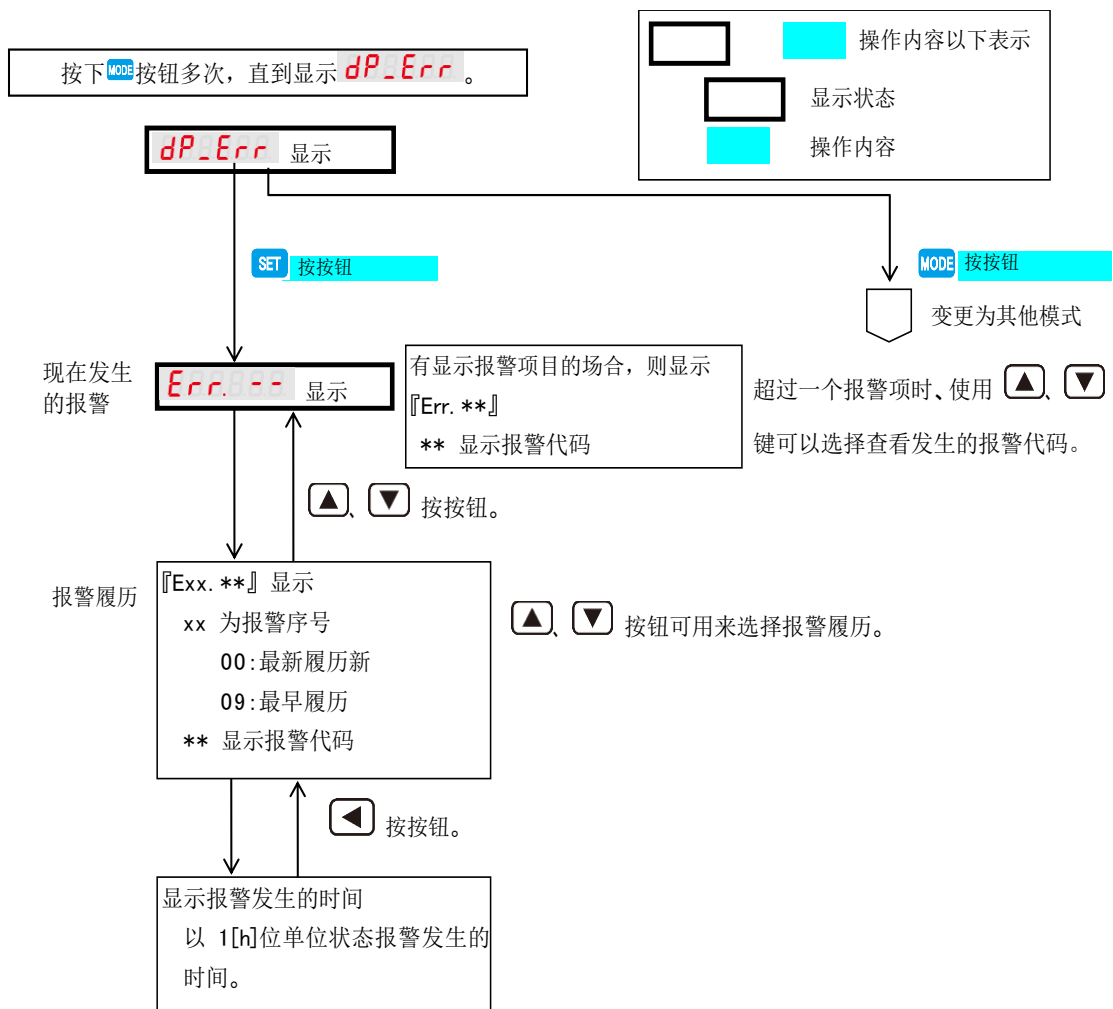 操作内容以下表示
显示状态
操作内容
按下MODE按钮多次，直到显示 dP_Err 。
dP_Err 显示
SET 按按钮
MODE 按按钮
变更为其他模式
现在发生
的报警
Err. -- 显示
有显示报警项目的场合，则显示
『Err.**』
** 显示报警代码
超过一个报警项时、使用 ▲、▼
键可以选择查看发生的报警代码。
▲、▼ 按按钮。
报警履历
『Exx.**』显示
xx 为报警序号
00:最新履历新
09:最早履历
** 显示报警代码
▲、▼ 按钮可用来选择报警履历。
◀ 按按钮。
显示报警发生的时间
以 1[h]位单位状态报警发生的
时间。